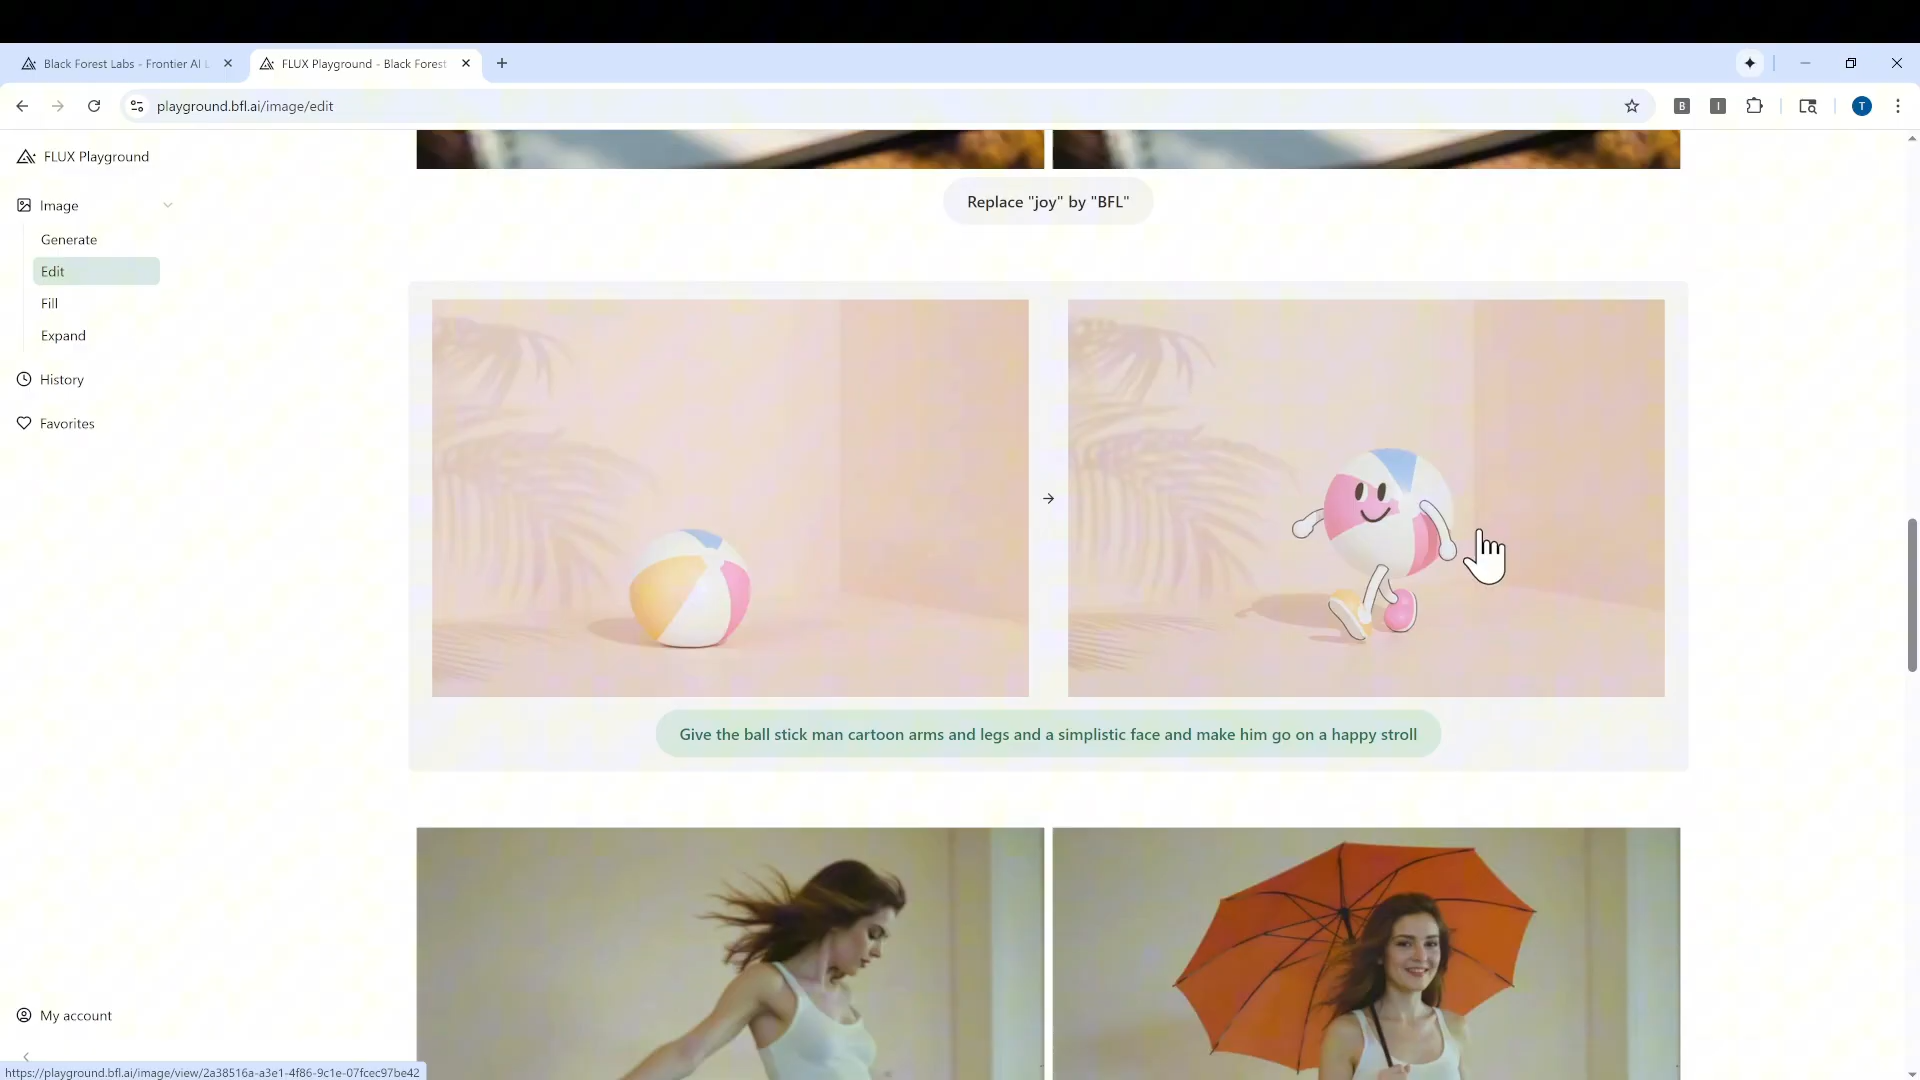 Black Forest Labs - Frontier AI L
FLUX Playground - Black Forest
playground.bfl.ai/image/edit
B
I
T
FLUX Playground
Image
Generate
Edit
Fill
Expand
History
Favorites
Replace "joy" by "BFL"
Give the ball stick man cartoon arms and legs and a simplistic face and make him go on a happy stroll
My account
https://playground.bfl.ai/image/view/2a38516a-a3e1-4f86-9c1e-07fcec97be42